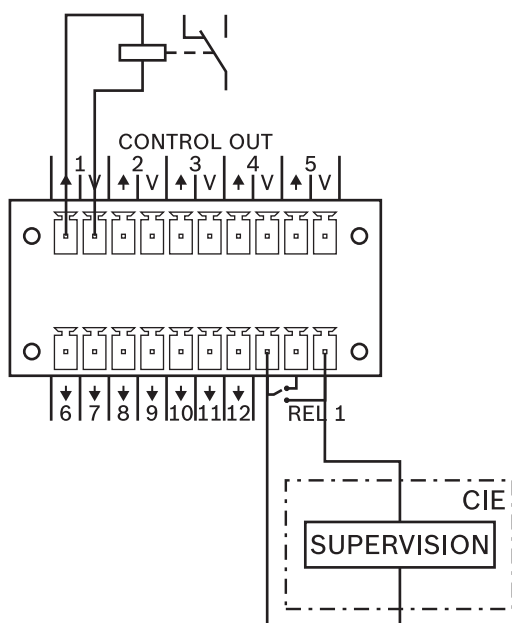 CONTROL OUT
1 2 3 4 5
V V V V V
6 7 8 9 10 11 12 REL 1
CIE
SUPERVISION